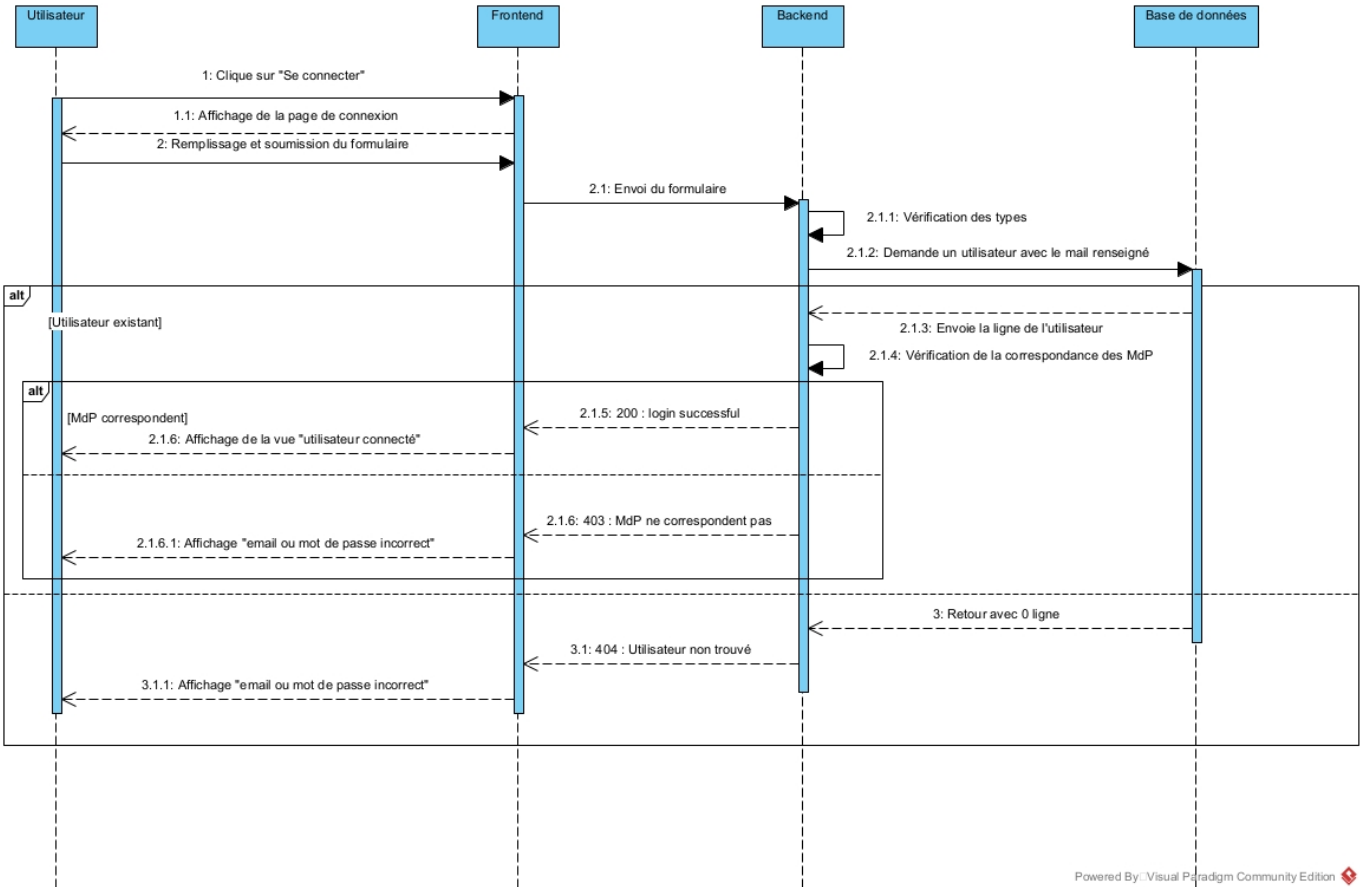 Utilisateur
Frontend
Backend
Base de données
1: Clique sur "Se connecter"
1.1: Affichage de la page de connexion
2: Remplissage et soumission du formulaire
2.1: Envoi du formulaire
2.1.1: Vérification des types
2.1.2: Demande un utilisateur avec le mail renseigné
alt
[Utilisateur existant]
2.1.3: Envoie la ligne de l'utilisateur
2.1.4: Vérification de la correspondance des MdP
alt
[MdP correspondent]
2.1.5: 200 : login successful
2.1.6: Affichage de la vue "utilisateur connecté"
2.1.6: 403 : MdP ne correspondent pas
2.1.6.1: Affichage "email ou mot de passe incorrect"
3: Retour avec 0 ligne
3.1: 404 : Utilisateur non trouvé
3.1.1: Affichage "email ou mot de passe incorrect"
Powered By Visual Paradigm Community Edition